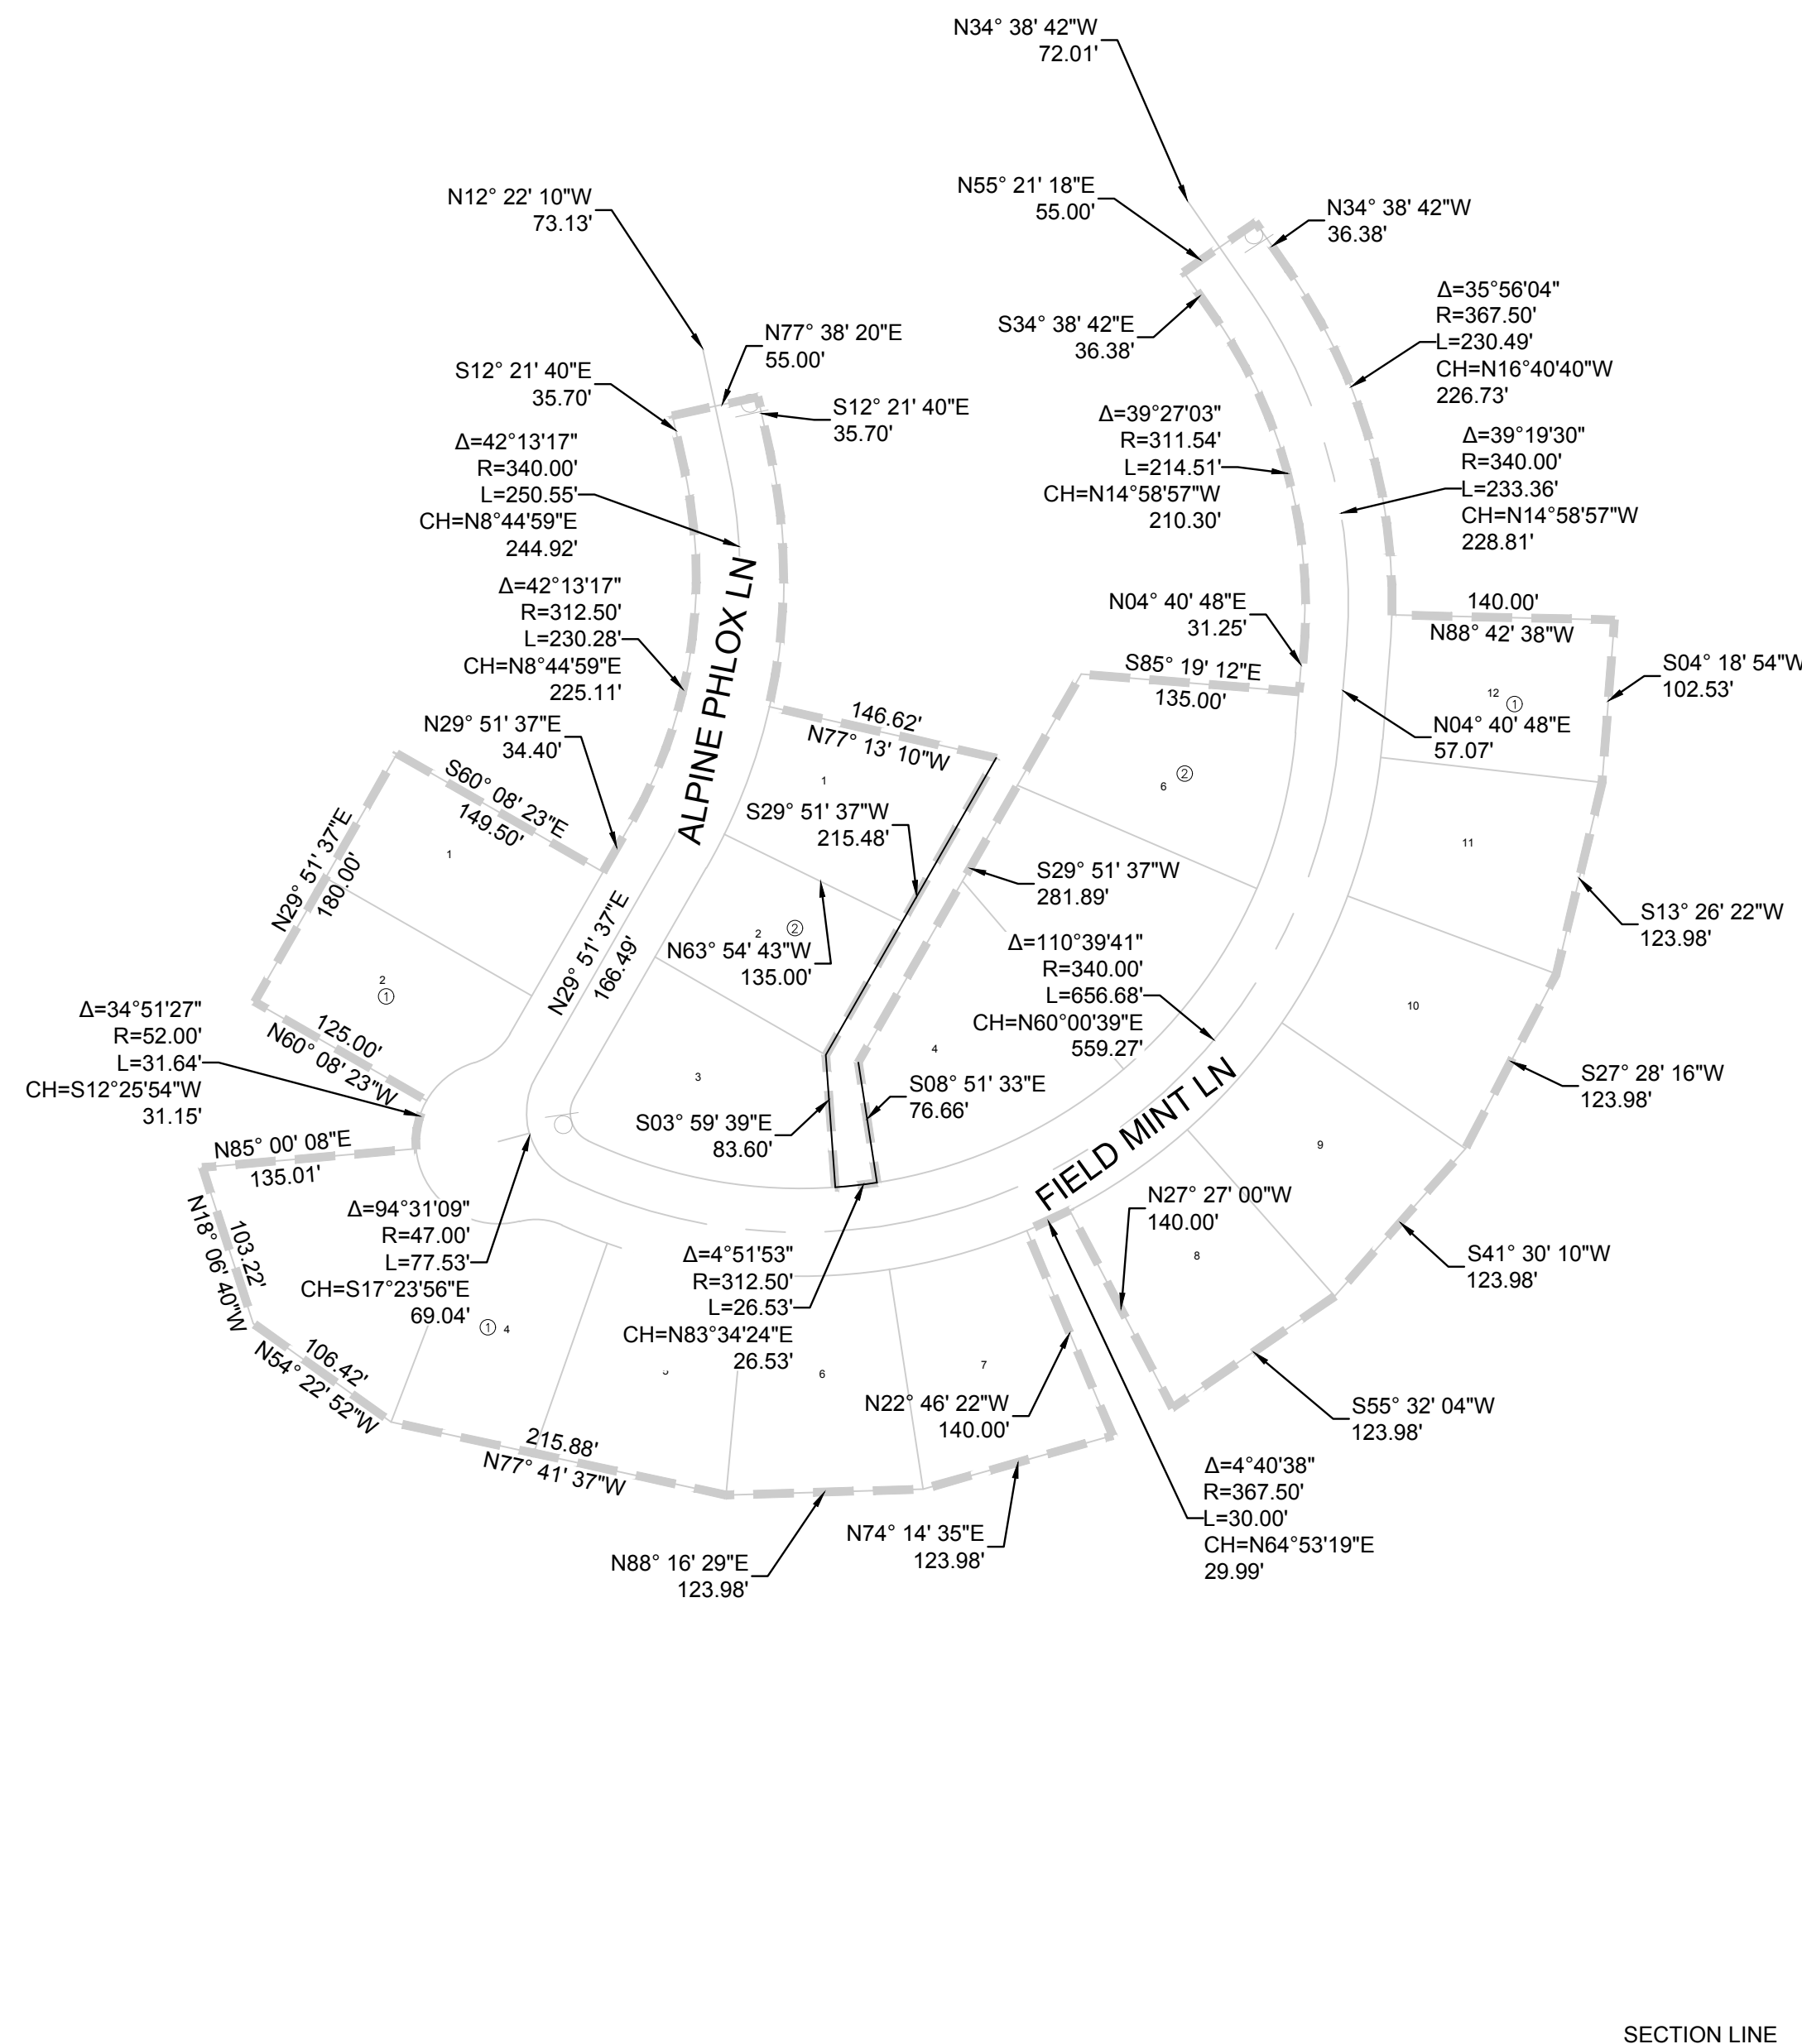 N34° 38' 42"W
72.01'
N55° 21' 18"E
55.00'
N34° 38' 42"W
36.38'
N12° 22' 10"W
73.13'
Δ=35°56'04"
R=367.50'
L=230.49'
CH=N16°40'40"W
226.73'
S34° 38' 42"E
36.38'
N77° 38' 20"E
55.00'
S12° 21' 40"E
35.70'
S12° 21' 40"E
35.70'
Δ=39°27'03"
R=311.54'
L=214.51'
CH=N14°58'57"W
210.30'
Δ=39°19'30"
R=340.00'
L=233.36'
CH=N14°58'57"W
228.81'
Δ=42°13'17"
R=340.00'
L=250.55'
CH=N8°44'59"E
244.92'
Δ=42°13'17"
R=312.50'
L=230.28'
CH=N8°44'59"E
225.11'
ALPINE PHLOX LN
N04° 40' 48"E
31.25'
140.00'
N88° 42' 38"W
S85° 19' 12"E
135.00'
S04° 18' 54"W
102.53'
12
1
N29° 51' 37"E
34.40'
146.62'
N77° 13' 10"W
N04° 40' 48"E
57.07'
S60° 08' 23"E
149.50'
1
2
6
S29° 51' 37"W
215.48'
1
11
N29° 51' 37"E
180.00'
S29° 51' 37"W
281.89'
S13° 26' 22"W
123.98'
2
2
N63° 54' 43"W
135.00'
N29° 51' 37"E
166.49'
Δ=110°39'41"
R=340.00'
L=656.68'
CH=N60°00'39"E
559.27'
2
1
10
Δ=34°51'27"
R=52.00'
L=31.64'
CH=S12°25'54"W
31.15'
125.00'
N60° 08' 23"W
4
3
S08° 51' 33"E
76.66'
S27° 28' 16"W
123.98'
S03° 59' 39"E
83.60'
FIELD MINT LN
N85° 00' 08"E
135.01'
9
N27° 27' 00"W
140.00'
8
103.22'
N18° 06' 40"W
Δ=94°31'09"
R=47.00'
L=77.53'
CH=S17°23'56"E
69.04'
Δ=4°51'53"
R=312.50'
L=26.53'
CH=N83°34'24"E
26.53'
S41° 30' 10"W
123.98'
1
4
106.42'
N54° 22' 52"W
6
7
N22° 46' 22"W
140.00'
S55° 32' 04"W
123.98'
215.88'
N77° 41' 37"W
Δ=4°40'38"
R=367.50'
L=30.00'
CH=N64°53'19"E
29.99'
N74° 14' 35"E
123.98'
N88° 16' 29"E
123.98'
SECTION LINE